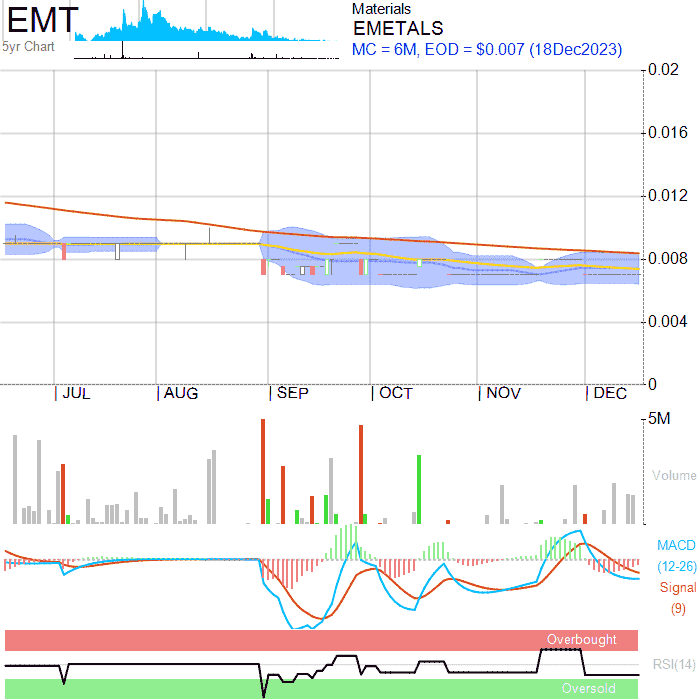 EMT
5yr Chart
Materials
EMETALS
MC = 6M, EOD = $0.007 (18Dec2023)
0.02
0.016
0.012
0.008
0.004
0
JUL AUG SEP OCT NOV DEC
5M
Volume
MACD
(12-26)
Signal
(9)
Overbought
RSI(14)
Oversold